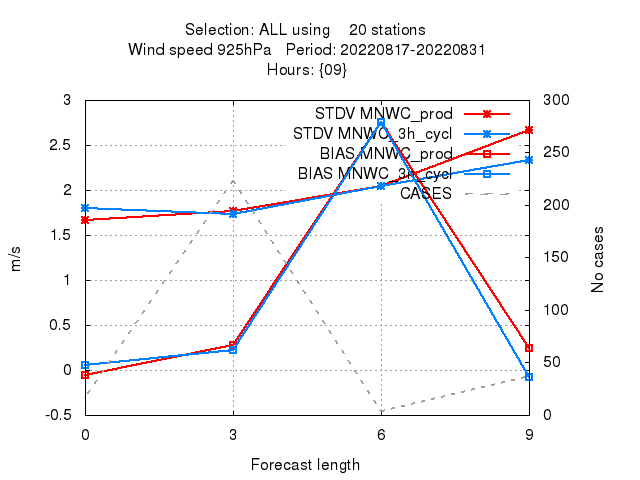 Selection: ALL using 20 stations
Wind speed 925hPa Period: 20220817-20220831
Hours: {09}
STDV MNWC_prod
STDV MNWC_3h_cycl
BIAS MNWC_prod
BIAS MNWC_3h_cycl
CASES
3
2.5
2
1.5
1
0.5
0
-0.5
m/s
300
250
200
150
100
50
0
No cases
0 3 6 9
Forecast length